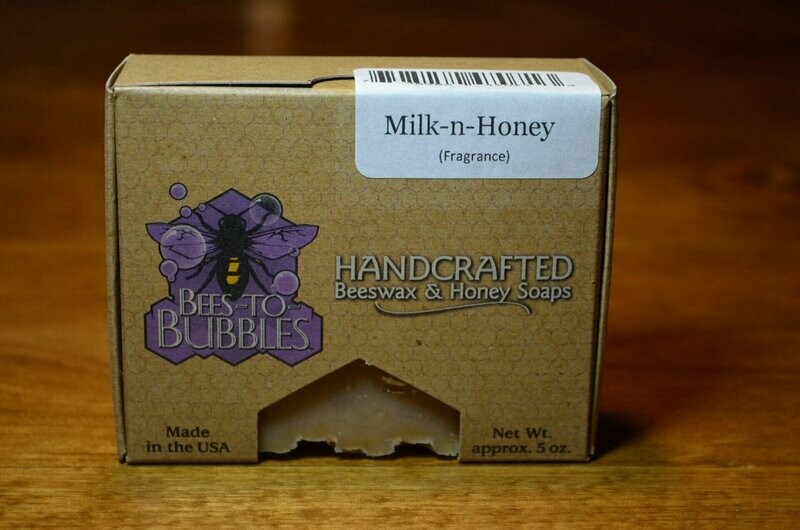 Milk-n-Honey
(Fragrance)
BEES-TO-
BUBBLES
HANDCRAFTED
Beeswax & Honey Soaps
Made
in the USA
Net Wt.
approx. 5 oz.